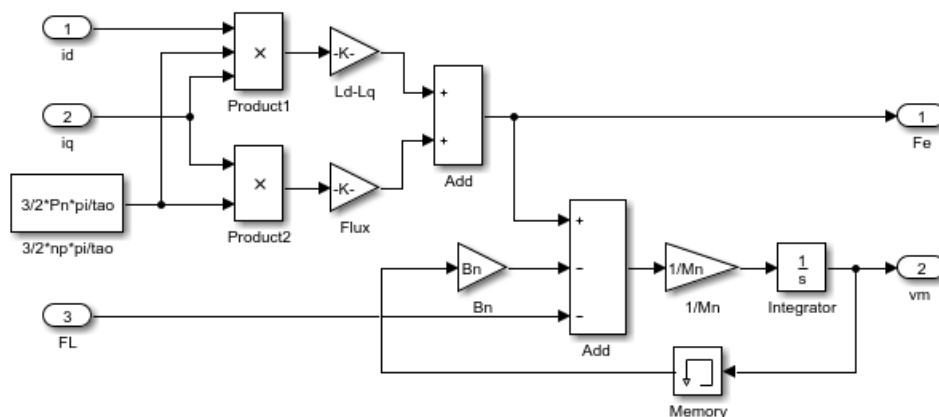 1
id
×
Product1
-K-
Ld-Lq
2
iq
×
Product2
-K-
Flux
3/2*Pn*pi/tao
3/2*np*pi/tao
+
+
Add
1
Fe
+
−
−
Add
Bn
Bn
1/Mn
1/Mn
1
s
Integrator
2
vm
3
FL
Memory